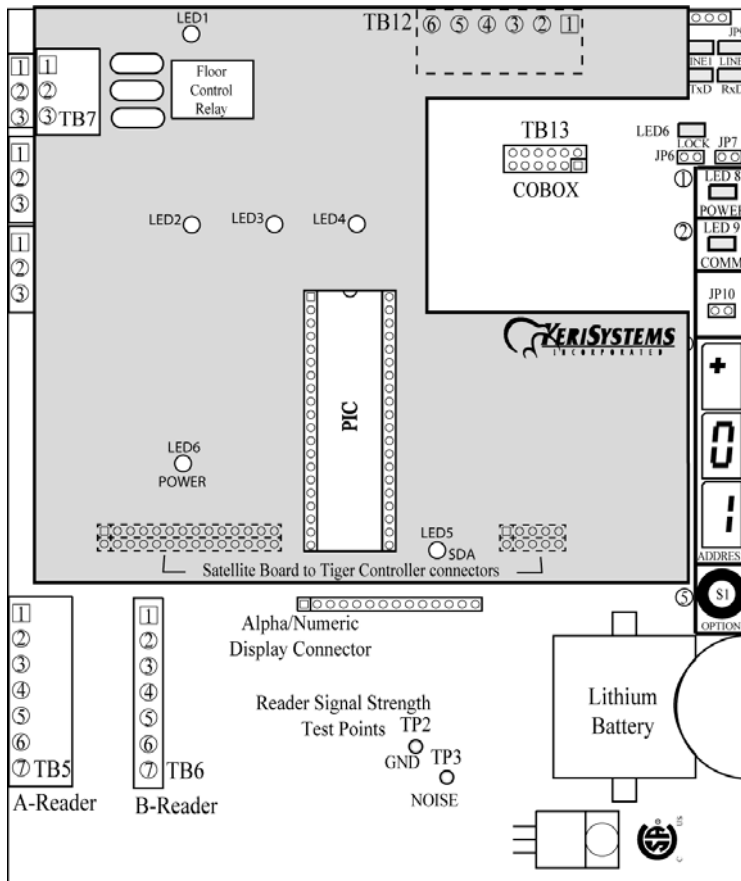 LED1
TB12 6 5 4 3 2 1
JP
1 1
2 2
3 3 TB7
Floor
Control
Relay
LINE1 LINE
TxD RxD
TB13
COBOX
LED6
LOCK
JP6 JP7
1
2
3
1 LED 8
POWER
2 LED 9
COMM
LED2 LED3 LED4
1
2
3
JP10
KERISYSTEMS
INCORPORATED
PIC
+
0
1
ADDRES
LED6
POWER
LED5
SDA
Satellite Board to Tiger Controller connectors
5 S1
OPTION
1 1
2 2
3 3
4 4
5 5
6 6
7 TB5 7 TB6
A-Reader B-Reader
Alpha/Numeric
Display Connector
Reader Signal Strength
Test Points
TP2
GND
TP3
NOISE
Lithium
Battery